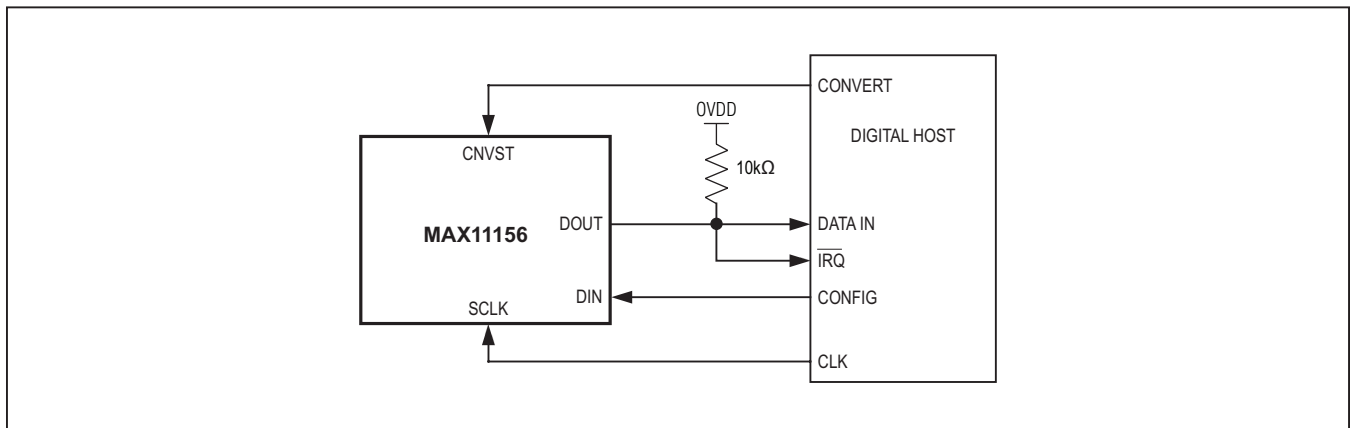 CONVERT
OVDD
DIGITAL HOST
CNVST
10kΩ
DOUT
DATA IN
MAX11156
IRQ
DIN
CONFIG
SCLK
CLK